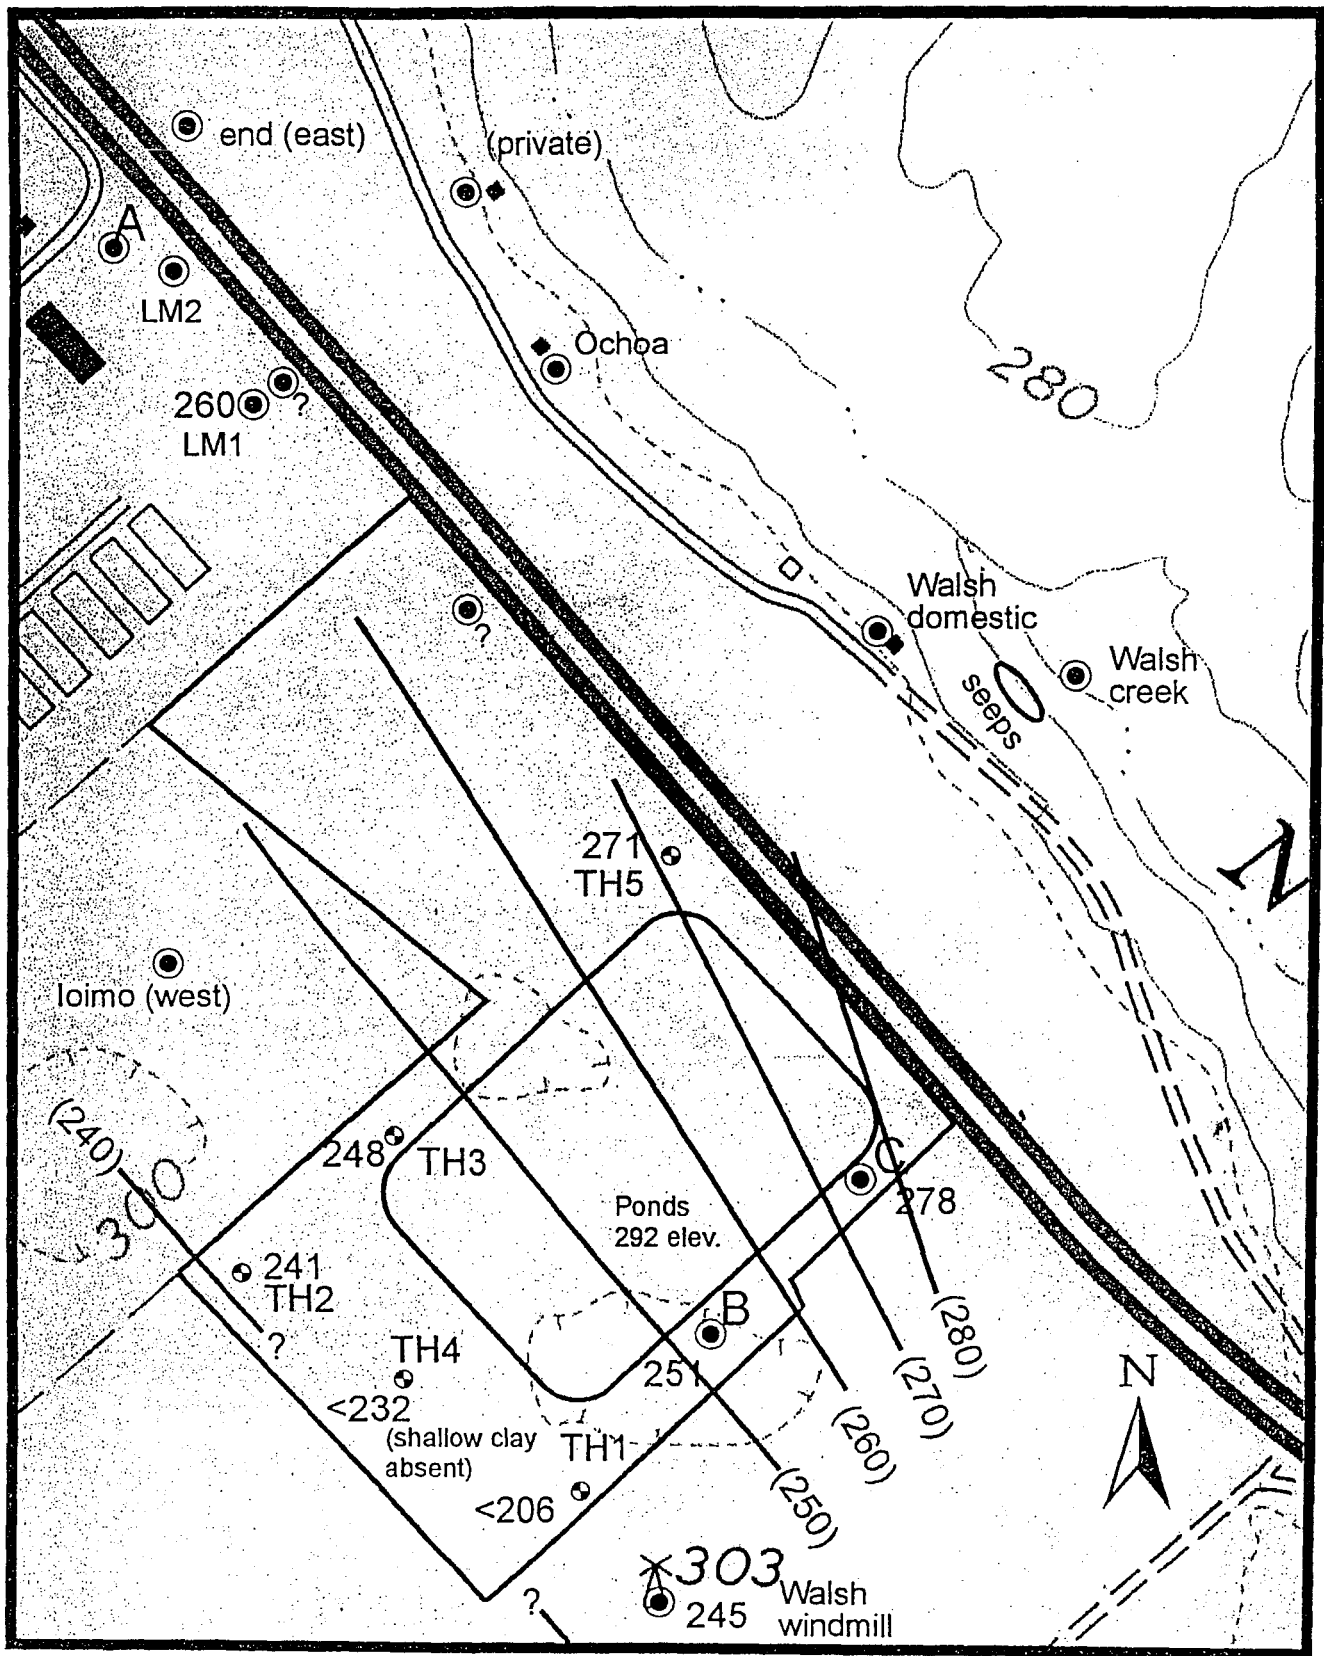 end (east)
(private)
A
LM2
Ochoa
280
260
?
LM1
Walsh
domestic
?
Walsh
creek
seeps
271
TH5
N
loimo (west)
(240)
300
248
TH3
C
278
Ponds
292 elev.
241
TH2
?
B
251
TH4
<232
(shallow clay
absent)
TH1
<206
(280)
(270)
(260)
(250)
N
?
303
245
Walsh
windmill